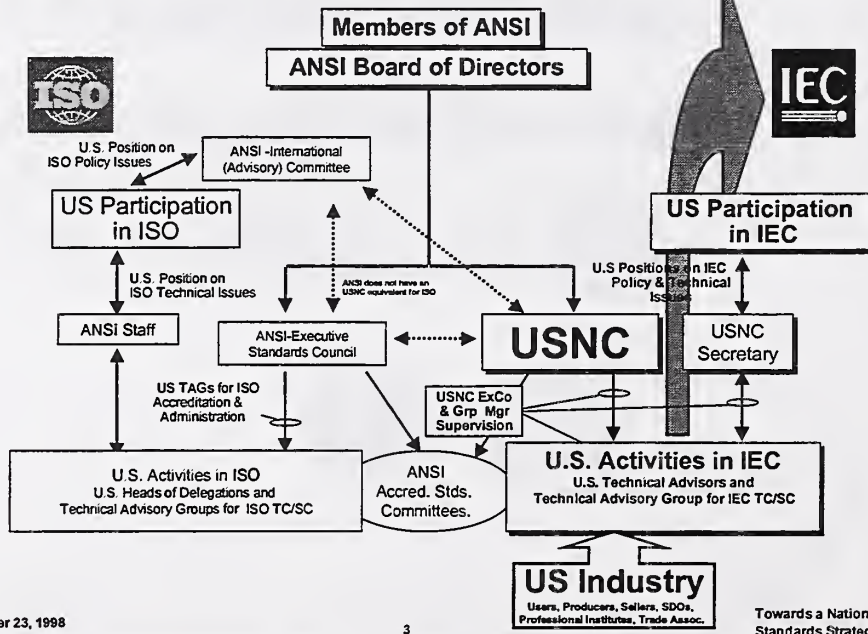 Members of ANSI
ANSI Board of Directors
ISO
IEC
U.S. Position on
ISO Policy Issues
ANSI -International
(Advisory) Committee
US Participation
in ISO
US Participation
in IEC
U.S. Position on
ISO Technical Issues
ANSI does not have an
USNC equivalent for ISO
U.S Positions on IEC
Policy & Technical
Issues
ANSI Staff
ANSI-Executive
Standards Council
USNC
USNC
Secretary
US TAGs for ISO
Accreditation &
Administration
USNC ExCo
& Grp Mgr
Supervision
U.S. Activities in ISO
U.S. Heads of Delegations and
Technical Advisory Groups for ISO TC/SC
ANSI
Accred. Stds.
Committees.
U.S. Activities in IEC
U.S. Technical Advisors and
Technical Advisory Group for IEC TC/SC
US Industry
Users, Producers, Sellers, SDOs,
Professional Institutes, Trade Assoc.
er 23, 1998
3
Towards a Nation
Standards Strateg